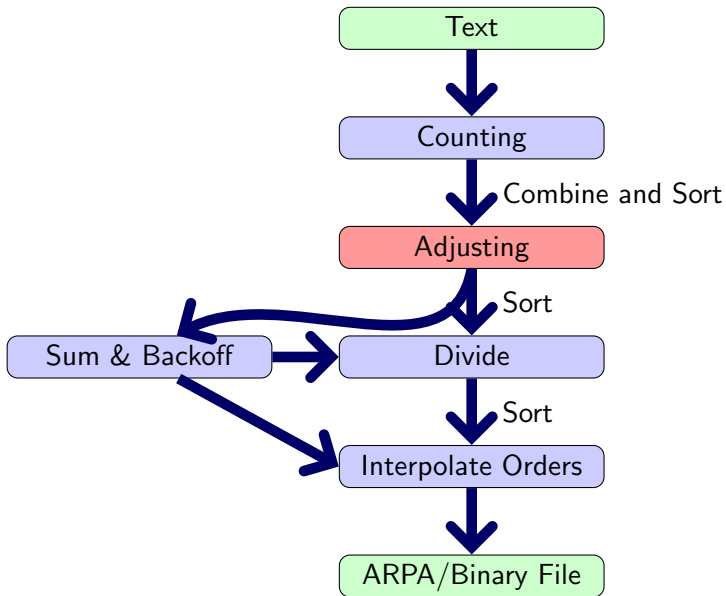 Text
Counting
Combine and Sort
Adjusting
Sort
Sum & Backoff
Divide
Sort
Interpolate Orders
ARPA/Binary File